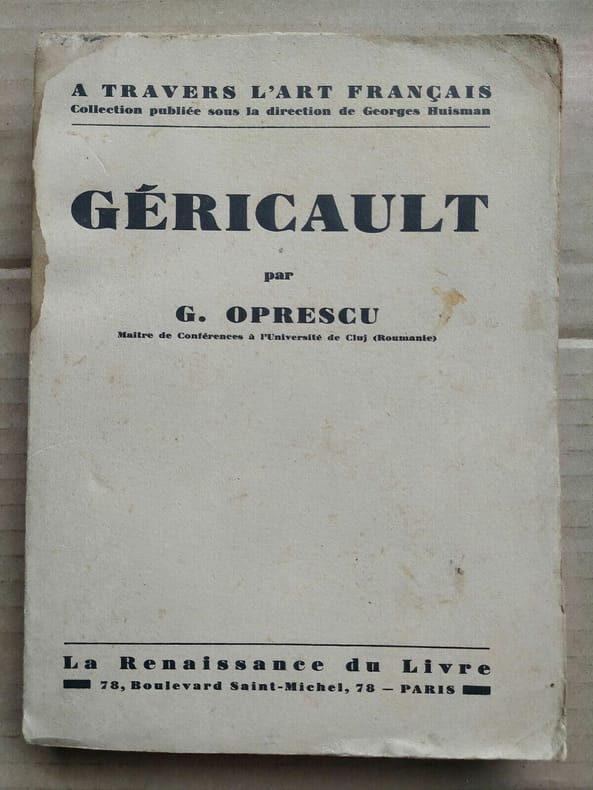 A TRAVERS L'ART FRANÇAIS
Collection publiée sous la direction de Georges Huisman
GÉRICAULT
par
G. OPRESCU
Maître de Conférences à l'Université de Cluj (Roumanie)
La Renaissance du Livre
78, Boulevard Saint-Michel, 78 — PARIS